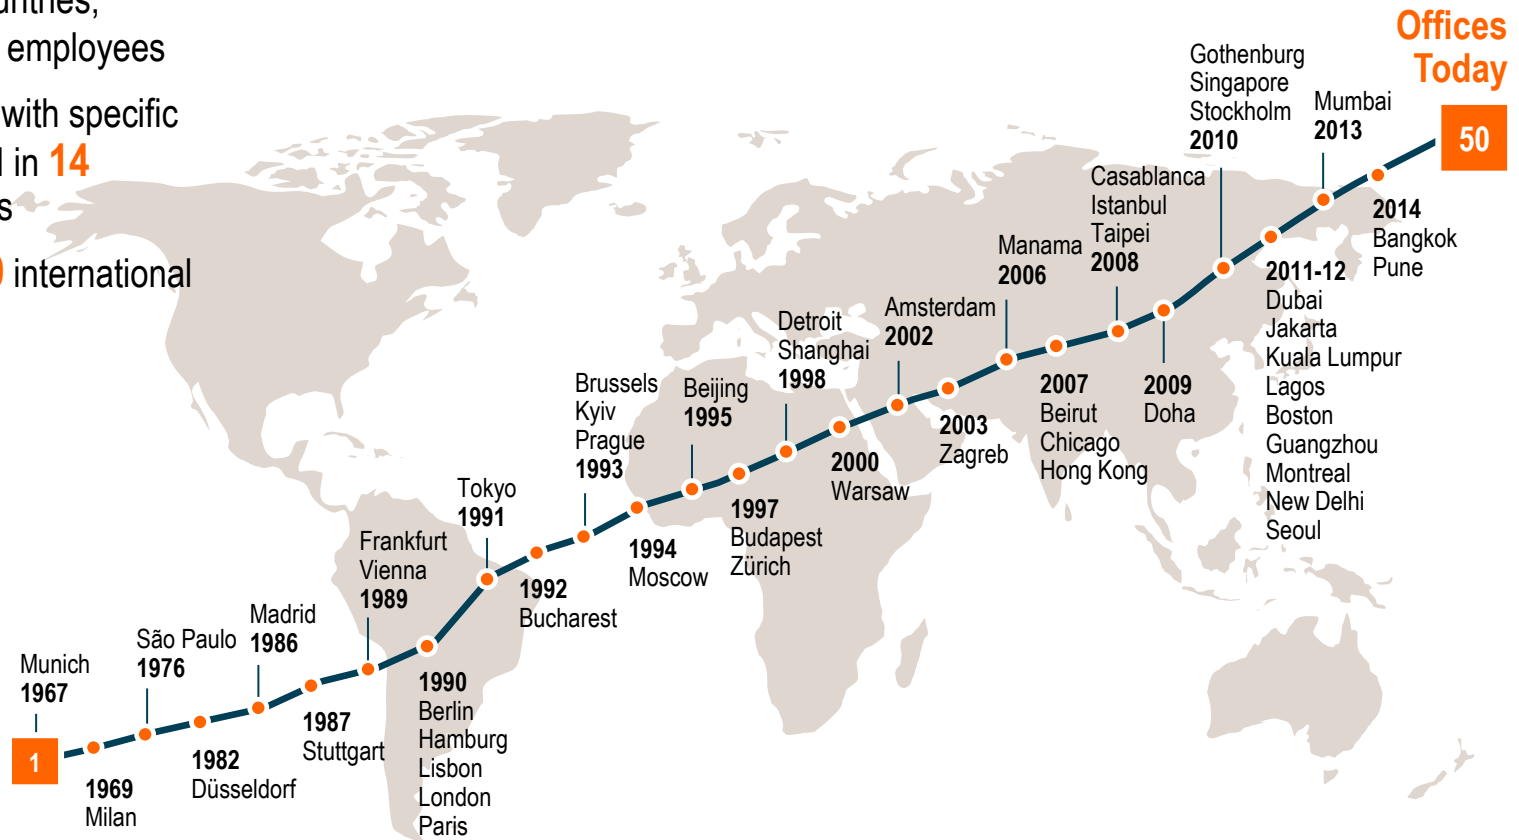 employees
with specific
in 14
international
Offices
Today
50
Gothenburg
Singapore
Stockholm
2010
Mumbai
2013
2014
Bangkok
Pune
Casablanca
Istanbul
Taipei
2008
Manama
2006
2011-12
Dubai
Jakarta
Kuala Lumpur
Lagos
Boston
Guangzhou
Montreal
New Delhi
Seoul
Amsterdam
2002
Detroit
Shanghai
1998
2009
Doha
2007
Beirut
Chicago
Hong Kong
2003
Zagreb
Brussels
Kyiv
Prague
1993
Beijing
1995
2000
Warsaw
1997
Budapest
Zürich
Tokyo
1991
1994
Moscow
Frankfurt
Vienna
1989
1992
Bucharest
Madrid
1986
São Paulo
1976
Munich
1967
1990
Berlin
Hamburg
Lisbon
London
Paris
1987
Stuttgart
1982
Düsseldorf
1
1969
Milan